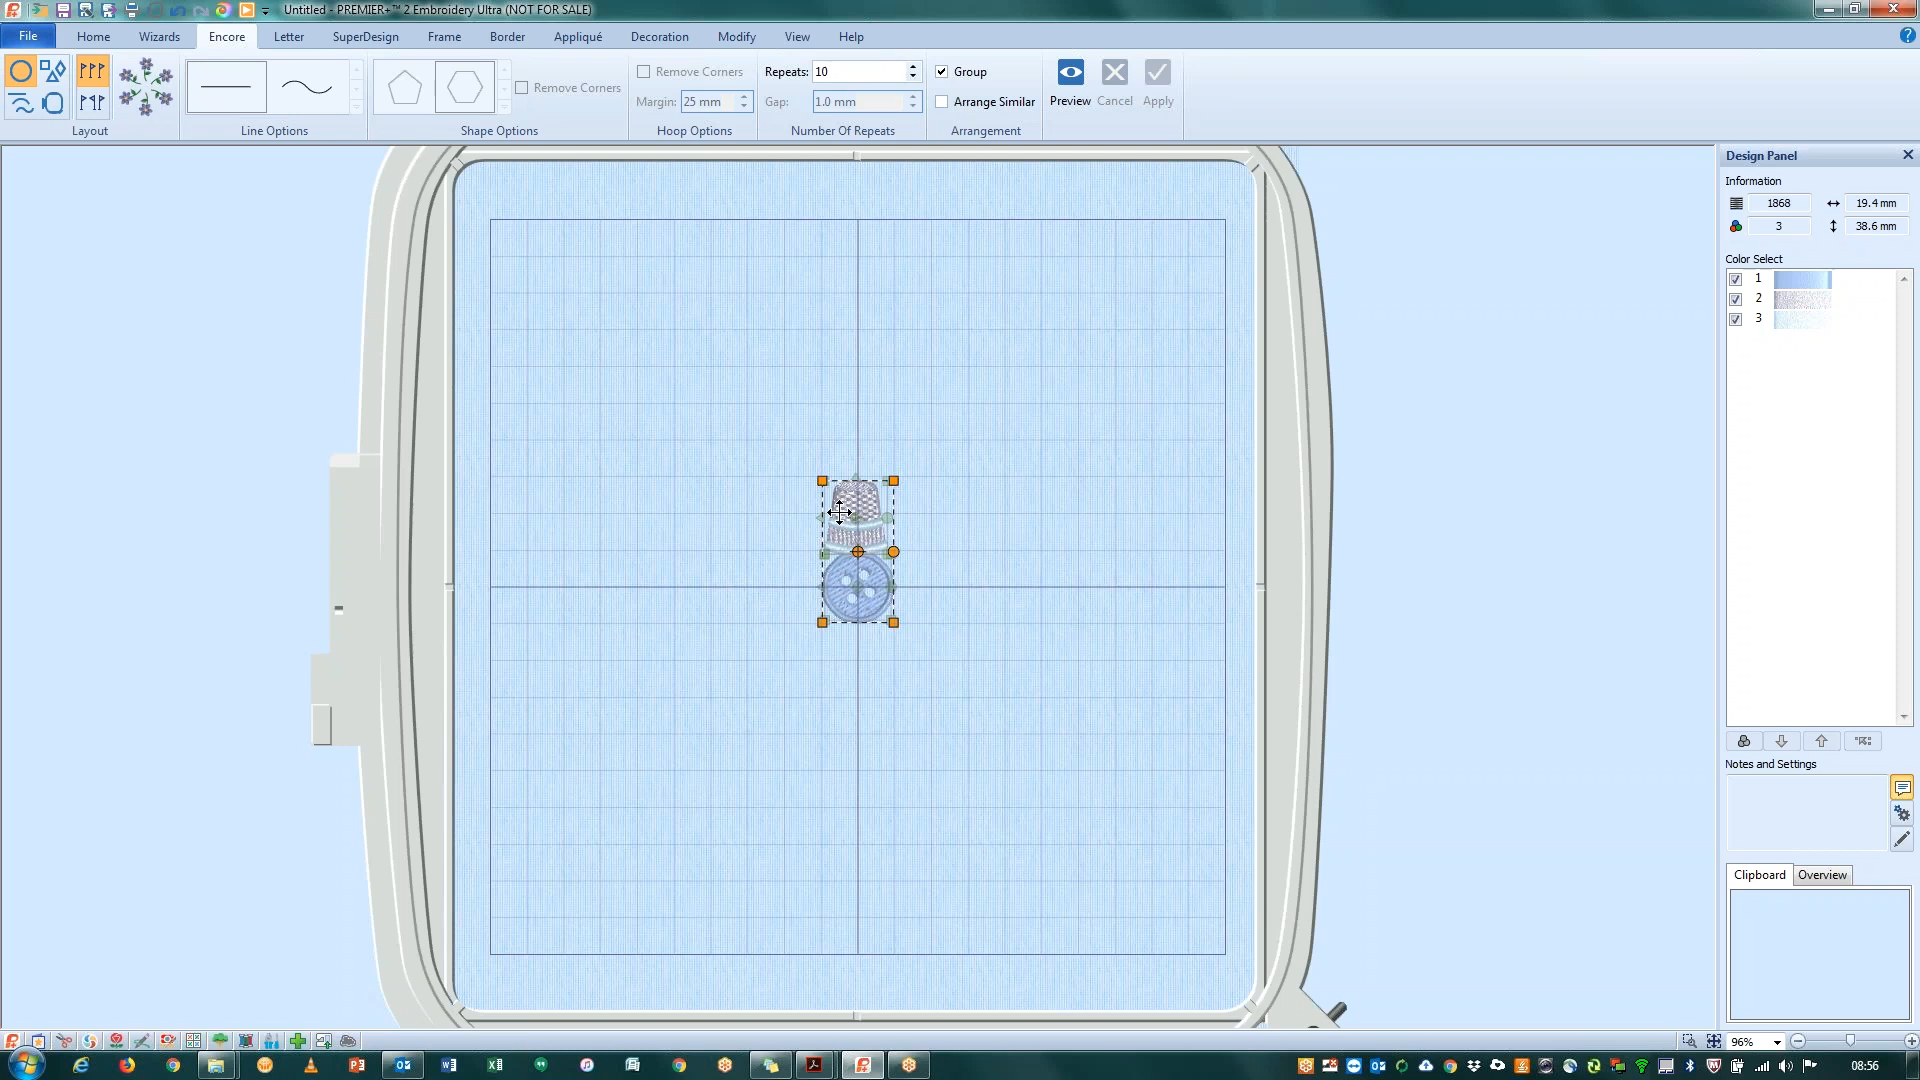 Untitled - PREMIER+™ 2 Embroidery Ultra (NOT FOR SALE)
File Home Wizards Encore Letter SuperDesign Frame Border Appliqué Decoration Modify View Help
Remove Corners Repeats: 10 Group
Remove Corners Preview Cancel Apply
Margin: 25 mm Gap: 1.0 mm Arrange Similar
Layout Line Options Shape Options Hoop Options Number Of Repeats Arrangement
Design Panel
Information
1868 19.4 mm
3 38.6 mm
Color Select
1
2
3
Notes and Settings
Clipboard Overview
96%
08:56